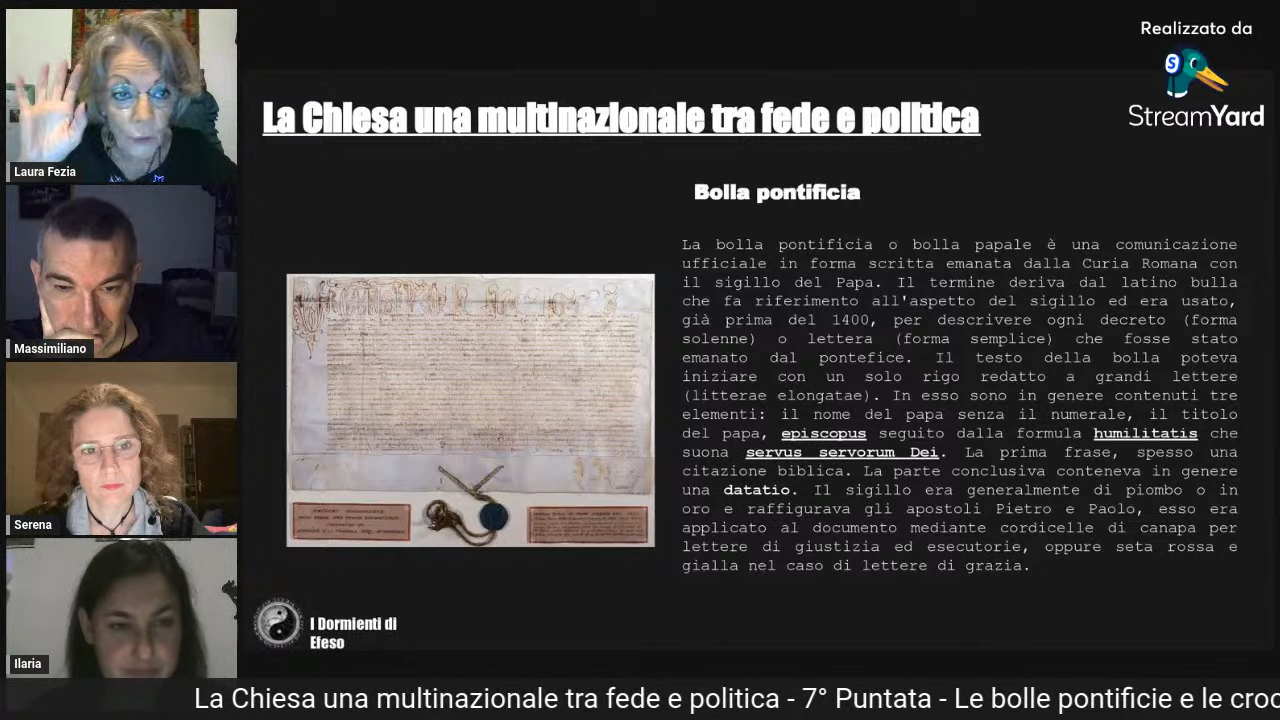 Realizzato da
S
StreamYard
La Chiesa una multinazionale tra fede e politica
Laura Fezia
Bolla pontificia
La bolla pontificia o bolla papale è una comunicazione
ufficiale in forma scritta emanata dalla Curia Romana con
il sigillo del Papa. Il termine deriva dal latino bulla
che fa riferimento all'aspetto del sigillo ed era usato,
già prima del 1400, per descrivere ogni decreto (forma
solenne) o lettera (forma semplice) che fosse stato
emanato dal pontefice. Il testo della bolla poteva
iniziare con un solo rigo redatto a grandi lettere
(litterae elongatae). In esso sono in genere contenuti tre
elementi: il nome del papa senza il numerale, il titolo
del papa, episcopus seguito dalla formula humilitatis che
suona servus servorum Dei. La prima frase, spesso una
citazione biblica. La parte conclusiva conteneva in genere
una datatio. Il sigillo era generalmente di piombo o in
oro e raffigurava gli apostoli Pietro e Paolo, esso era
applicato al documento mediante cordicelle di canapa per
lettere di giustizia ed esecutorie, oppure seta rossa e
gialla nel caso di lettere di grazia.
Massimiliano
Serena
Ilaria
I Dormienti di
Efeso
La Chiesa una multinazionale tra fede e politica - 7° Puntata - Le bolle pontificie e le croc